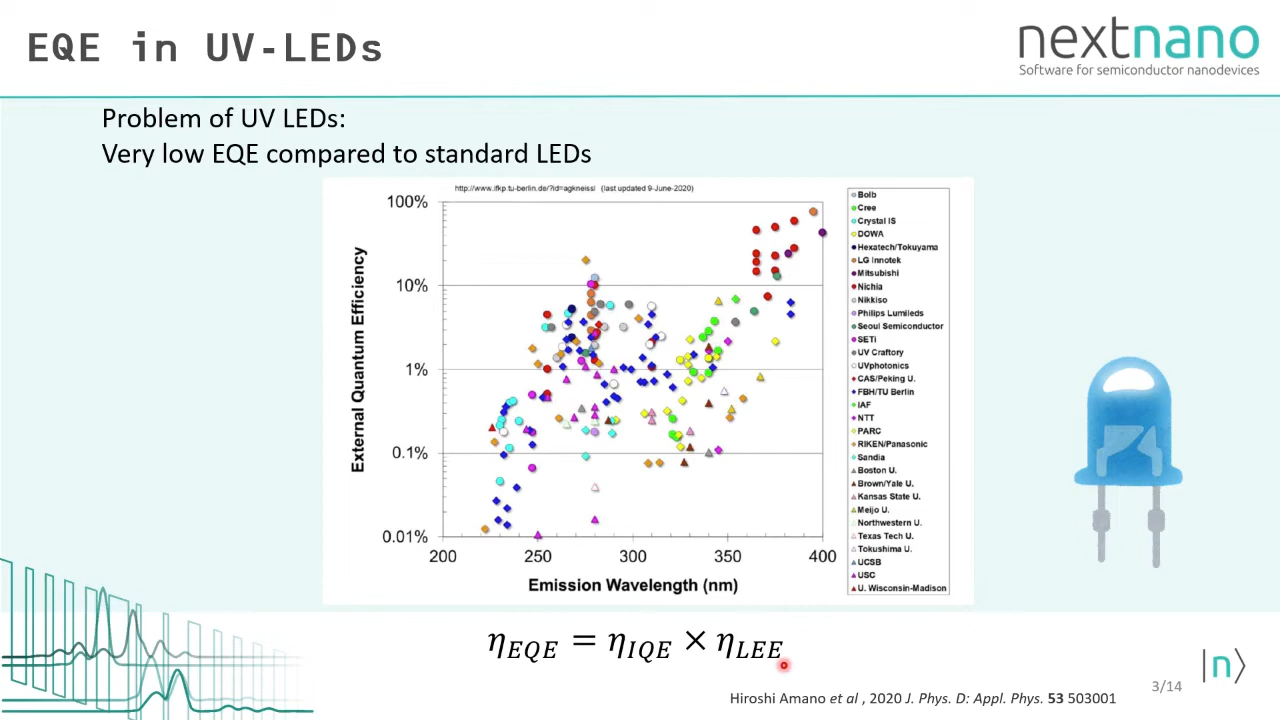 EQE in UV-LEDs
nextnano
Software for semiconductor nanodevices
Problem of UV LEDs:
Very low EQE compared to standard LEDs
http://www.ifkp.tu-berlin.de/?id=agkneissl (last updated 9-June-2020)
External Quantum Efficiency
100%
10%
1%
0.1%
0.01%
200
250
300
350
400
Emission Wavelength (nm)
Bolb
Cree
Crystal IS
DOWA
Hexatech/Tokuyama
LG Innotek
Mitsubishi
Nichia
Nikkiso
Philips Lumileds
Seoul Semiconductor
SETi
UV Craftory
UVphotonics
CAS/Peking U.
FBH/TU Berlin
IAF
NTT
PARC
RIKEN/Panasonic
Sandia
Boston U.
Brown/Yale U.
Kansas State U.
Meijo U.
Northwestern U.
Texas Tech U.
Tokushima U.
UCSB
USC
U. Wisconsin-Madison
η_EQE = η_IQE × η_LEE
|n⟩
3/14
Hiroshi Amano et al , 2020 J. Phys. D: Appl. Phys. 53 503001